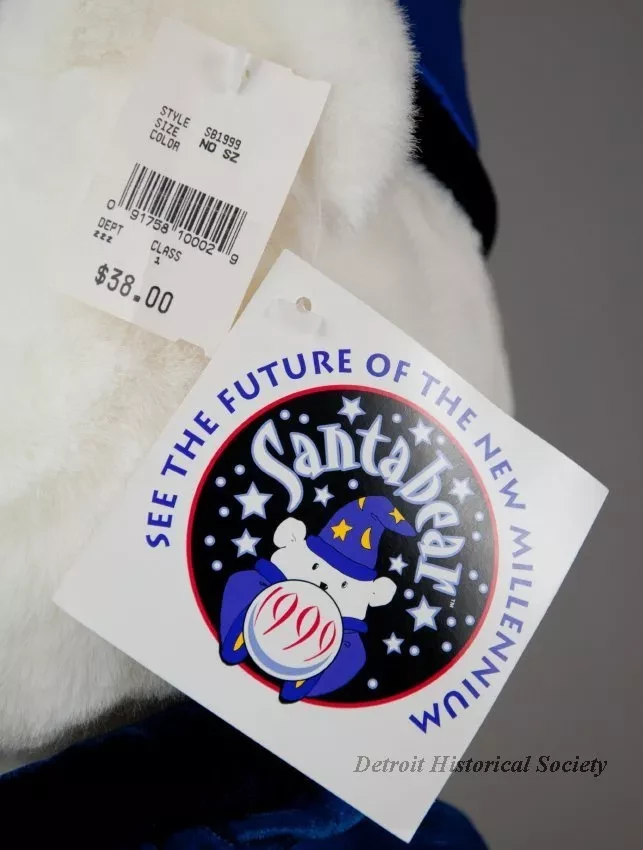 STYLE SB1999
SIZE NO SZ
COLOR
0 91758 10002 9
DEPT CLASS
zzz 1
$38.00
SEE THE FUTURE OF THE NEW MILLENNIUM
Santabear™
1999
Detroit Historical Society